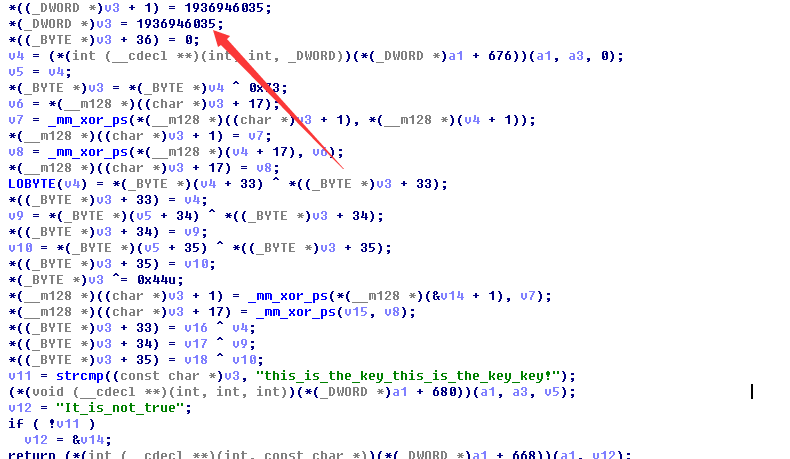 *((_DWORD *)v3 + 1) = 1936946035;
*(_DWORD *)v3 = 1936946035;
*((_BYTE *)v3 + 36) = 0;
v4 = (*(int (__cdecl **)(int, int, _DWORD))(*(_DWORD *)a1 + 676))(a1, a3, 0);
v5 = v4;
*(_BYTE *)v3 = *(_BYTE *)v4 ^ 0x73;
v6 = *(__m128 *)((char *)v3 + 17);
v7 = _mm_xor_ps(*(__m128 *)((char *)v3 + 1), *(__m128 *)(v4 + 1));
*(__m128 *)((char *)v3 + 1) = v7;
v8 = _mm_xor_ps(*(__m128 *)(v4 + 17), v6);
*(__m128 *)((char *)v3 + 17) = v8;
LOBYTE(v4) = *(_BYTE *)(v4 + 33) ^ *((_BYTE *)v3 + 33);
*((_BYTE *)v3 + 33) = v4;
v9 = *(_BYTE *)(v5 + 34) ^ *((_BYTE *)v3 + 34);
*((_BYTE *)v3 + 34) = v9;
v10 = *(_BYTE *)(v5 + 35) ^ *((_BYTE *)v3 + 35);
*((_BYTE *)v3 + 35) = v10;
*(_BYTE *)v3 ^= 0x44u;
*(__m128 *)((char *)v3 + 1) = _mm_xor_ps(*(__m128 *)(&v14 + 1), v7);
*(__m128 *)((char *)v3 + 17) = _mm_xor_ps(v15, v8);
*((_BYTE *)v3 + 33) = v16 ^ v4;
*((_BYTE *)v3 + 34) = v17 ^ v9;
*((_BYTE *)v3 + 35) = v18 ^ v10;
v11 = strcmp((const char *)v3, "this_is_the_key_this_is_the_key_key!");
(*(void (__cdecl **)(int, int, int))(*(_DWORD *)a1 + 680))(a1, a3, v5);
v12 = "It_is_not_true";
if ( !v11 )
v12 = &v14;
return (*(int (__cdecl **)(int, const char *))(*(_DWORD *)a1 + 668))(a1, v12);